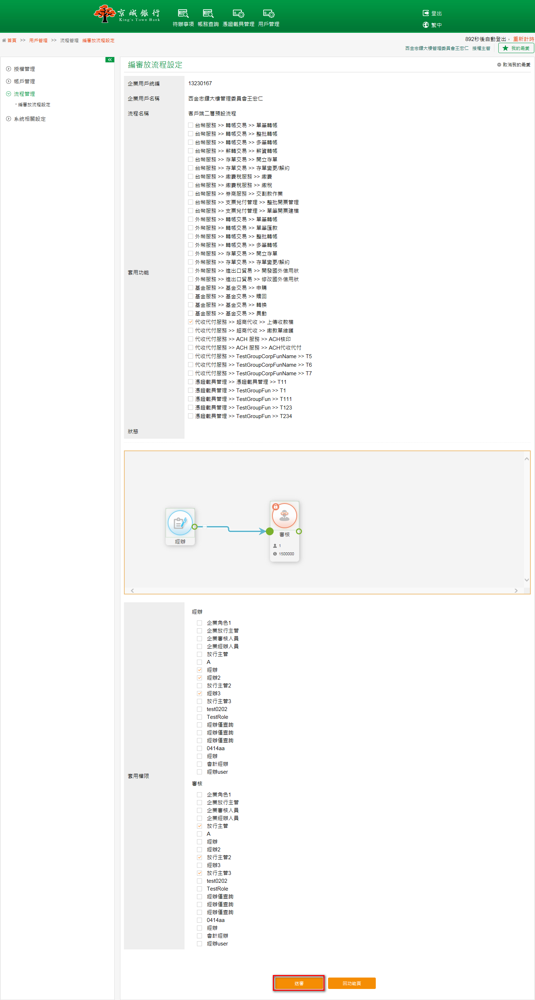 京城銀行
King's Town Bank
待辦事項 帳務查詢 憑證載具管理 用戶管理
登出
繁中
首頁 >> 用戶管理 >> 流程管理 編審放流程設定
892秒後自動登出， 重新計時
西金忠鑽大樓管理委員會王宏仁 授權主管 我的最愛
授權管理
帳戶管理
流程管理
・編審放流程設定
系統相關設定
編審放流程設定
取消我的最愛
企業用戶統編 13230167
企業用戶名稱 西金忠鑽大樓管理委員會王宏仁
流程名稱 客戶端二層預設流程
套用功能
台幣服務 >> 轉帳交易 >> 單筆轉帳
台幣服務 >> 轉帳交易 >> 整批轉帳
台幣服務 >> 轉帳交易 >> 多筆轉帳
台幣服務 >> 薪轉交易 >> 薪資轉帳
台幣服務 >> 存單交易 >> 開立存單
台幣服務 >> 存單交易 >> 存單變更/解約
台幣服務 >> 繳費稅服務 >> 繳費
台幣服務 >> 繳費稅服務 >> 繳稅
台幣服務 >> 券商服務 >> 交割款作業
台幣服務 >> 支票兌付管理 >> 整批開票管理
台幣服務 >> 支票兌付管理 >> 單筆開票建檔
外幣服務 >> 轉帳交易 >> 單筆轉帳
外幣服務 >> 轉帳交易 >> 單筆匯款
外幣服務 >> 轉帳交易 >> 整批轉帳
外幣服務 >> 轉帳交易 >> 多筆轉帳
外幣服務 >> 存單交易 >> 開立存單
外幣服務 >> 存單交易 >> 存單變更/解約
外幣服務 >> 進出口貿易 >> 開發國外信用狀
外幣服務 >> 進出口貿易 >> 修改國外信用狀
基金服務 >> 基金交易 >> 申購
基金服務 >> 基金交易 >> 贖回
基金服務 >> 基金交易 >> 轉換
基金服務 >> 基金交易 >> 異動
代收代付服務 >> 超商代收 >> 上傳收款檔
代收代付服務 >> 超商代收 >> 繳款單維護
代收代付服務 >> ACH 服務 >> ACH核印
代收代付服務 >> ACH 服務 >> ACH代收代付
代收代付服務 >> TestGroupCorpFunName >> T5
代收代付服務 >> TestGroupCorpFunName >> T6
代收代付服務 >> TestGroupCorpFunName >> T7
憑證載具管理 >> 憑證載具管理 >> T11
憑證載具管理 >> TestGroupFun >> T1
憑證載具管理 >> TestGroupFun >> T111
憑證載具管理 >> TestGroupFun >> T123
憑證載具管理 >> TestGroupFun >> T234
狀態
經辦
審核
1
1500000
套用權限
經辦
企業角色1
企業放行主管
企業審核人員
企業經辦人員
放行主管
A
經辦
經辦2
放行主管2
經辦3
放行主管3
test0202
TestRole
經辦僅查詢
經辦僅查詢
經辦僅查詢
0414aa
經辦
會計經辦
經辦user
審核
企業角色1
企業放行主管
企業審核人員
企業經辦人員
放行主管
A
經辦
經辦2
放行主管2
經辦3
放行主管3
test0202
TestRole
經辦僅查詢
經辦僅查詢
經辦僅查詢
0414aa
經辦
會計經辦
經辦user
送審 回功能頁